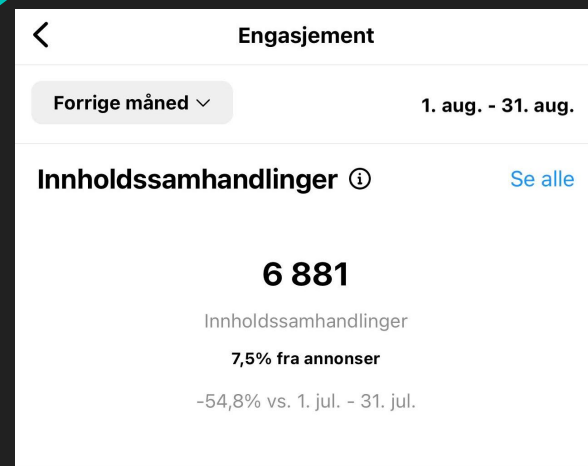 Engasjement
Forrige måned
1. aug. - 31. aug.
Innholdssamhandlinger
Se alle
6 881
Innholdssamhandlinger
7,5% fra annonser
-54,8% vs. 1. jul. - 31. jul.